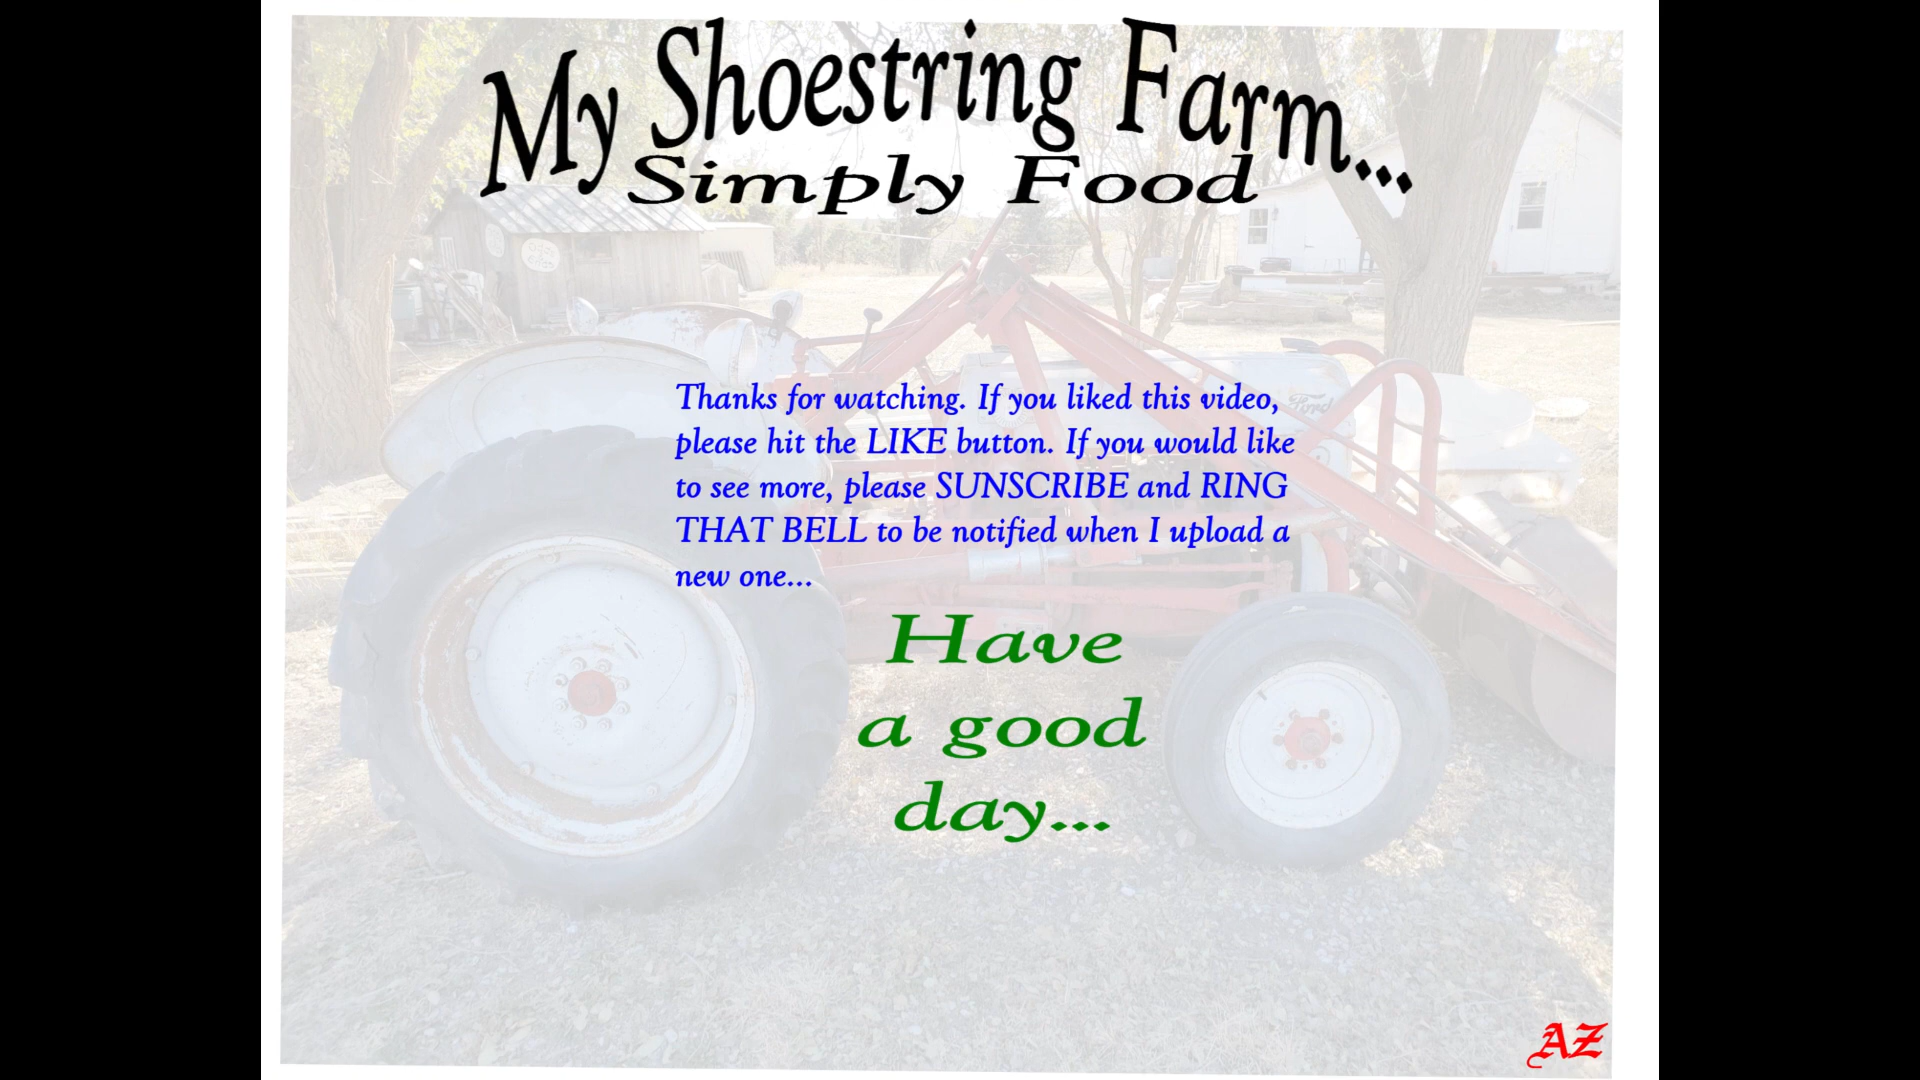 My Shoestring Farm...
Simply Food
Ford
Thanks for watching. If you liked this video,
please hit the LIKE button. If you would like
to see more, please SUNSCRIBE and RING
THAT BELL to be notified when I upload a
new one...
Have
a good
day...
AZ